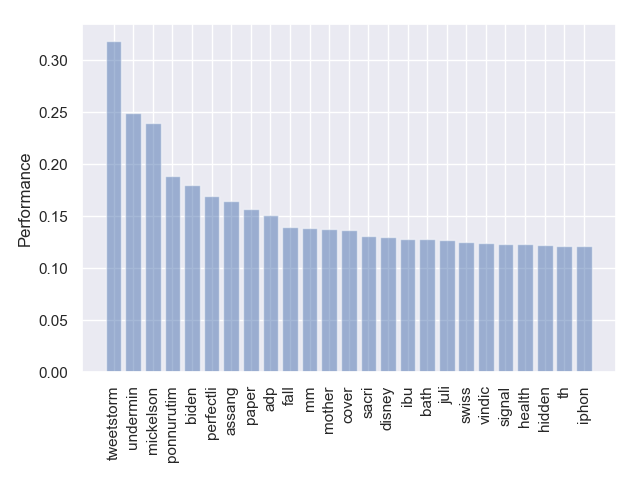 0.30
0.25
0.20
0.15
0.10
0.05
0.00
Performance
tweetstorm
undermin
mickelson
ponnurutim
biden
perfectli
assang
paper
adp
fall
mm
mother
cover
sacri
disney
ibu
bath
juli
swiss
vindic
signal
health
hidden
th
iphon